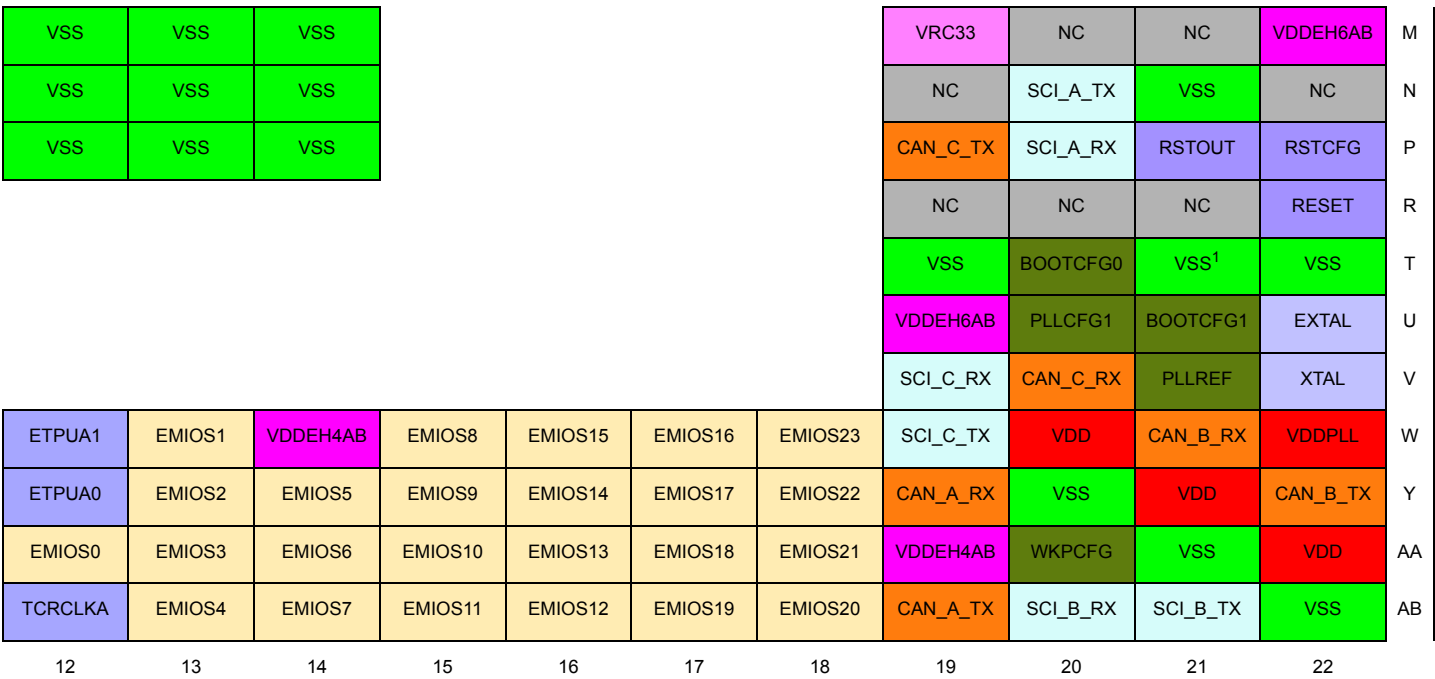 VSS VSS VSS VRC33 NC NC VDDEH6AB M
VSS VSS VSS NC SCI_A_TX VSS NC N
VSS VSS VSS CAN_C_TX SCI_A_RX RSTOUT RSTCFG P
NC NC NC RESET R
VSS BOOTCFG0 VSS1 VSS T
VDDEH6AB PLLCFG1 BOOTCFG1 EXTAL U
SCI_C_RX CAN_C_RX PLLREF XTAL V
ETPUA1 EMIOS1 VDDEH4AB EMIOS8 EMIOS15 EMIOS16 EMIOS23 SCI_C_TX VDD CAN_B_RX VDDPLL W
ETPUA0 EMIOS2 EMIOS5 EMIOS9 EMIOS14 EMIOS17 EMIOS22 CAN_A_RX VSS VDD CAN_B_TX Y
EMIOS0 EMIOS3 EMIOS6 EMIOS10 EMIOS13 EMIOS18 EMIOS21 VDDEH4AB WKPCFG VSS VDD AA
TCRCLKA EMIOS4 EMIOS7 EMIOS11 EMIOS12 EMIOS19 EMIOS20 CAN_A_TX SCI_B_RX SCI_B_TX VSS AB
12 13 14 15 16 17 18 19 20 21 22